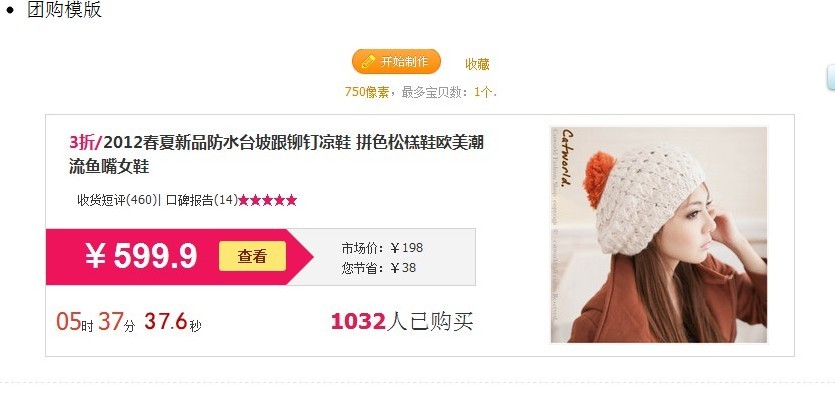 团购模版
开始制作 收藏
750像素，最多宝贝数：1个.
3折/2012春夏新品防水台坡跟铆钉凉鞋 拼色松糕鞋欧美潮
流鱼嘴女鞋
收货短评(460)| 口碑报告(14)★★★★★
￥599.9 查看
市场价：￥198
您节省：￥38
05时 37分 37.6秒
1032人已购买
Catworld.